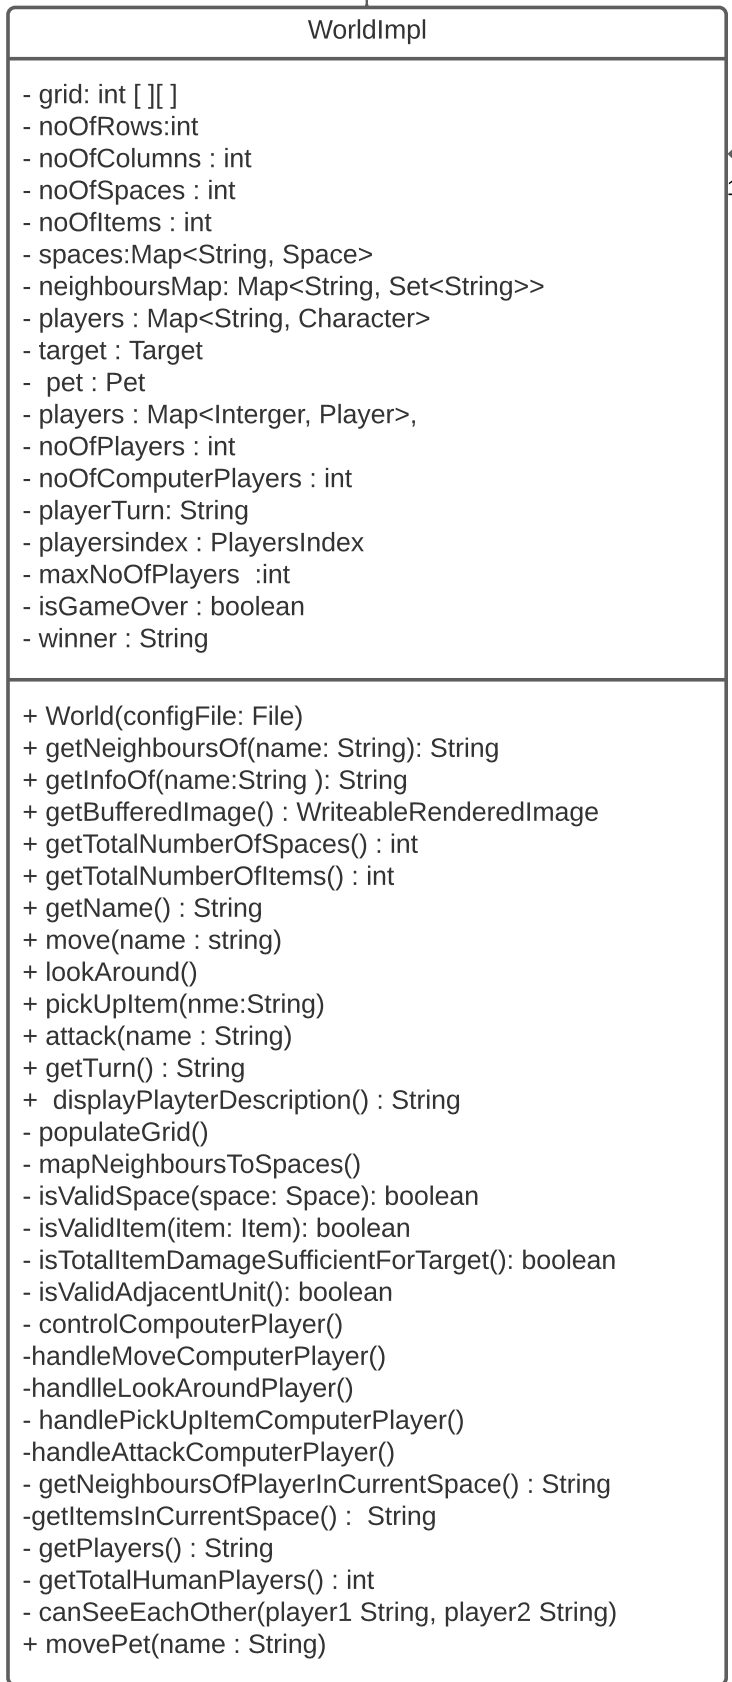 WorldImpl
- grid: int [ ][ ]
- noOfRows:int
- noOfColumns : int
- noOfSpaces : int
- noOfItems : int
- spaces:Map<String, Space>
- neighboursMap: Map<String, Set<String>>
- players : Map<String, Character>
- target : Target
-  pet : Pet
- players : Map<Interger, Player>,
- noOfPlayers : int
- noOfComputerPlayers : int
- playerTurn: String
- playersindex : PlayersIndex
- maxNoOfPlayers  :int
- isGameOver : boolean
- winner : String
+ World(configFile: File)
+ getNeighboursOf(name: String): String
+ getInfoOf(name:String ): String
+ getBufferedImage() : WriteableRenderedImage
+ getTotalNumberOfSpaces() : int
+ getTotalNumberOfItems() : int
+ getName() : String
+ move(name : string)
+ lookAround()
+ pickUpItem(nme:String)
+ attack(name : String)
+ getTurn() : String
+  displayPlayterDescription() : String
- populateGrid()
- mapNeighboursToSpaces()
- isValidSpace(space: Space): boolean
- isValidItem(item: Item): boolean
- isTotalItemDamageSufficientForTarget(): boolean
- isValidAdjacentUnit(): boolean
- controlCompouterPlayer()
-handleMoveComputerPlayer()
-handlleLookAroundPlayer()
- handlePickUpItemComputerPlayer()
-handleAttackComputerPlayer()
- getNeighboursOfPlayerInCurrentSpace() : String
-getItemsInCurrentSpace() :  String
- getPlayers() : String
- getTotalHumanPlayers() : int
- canSeeEachOther(player1 String, player2 String)
+ movePet(name : String)